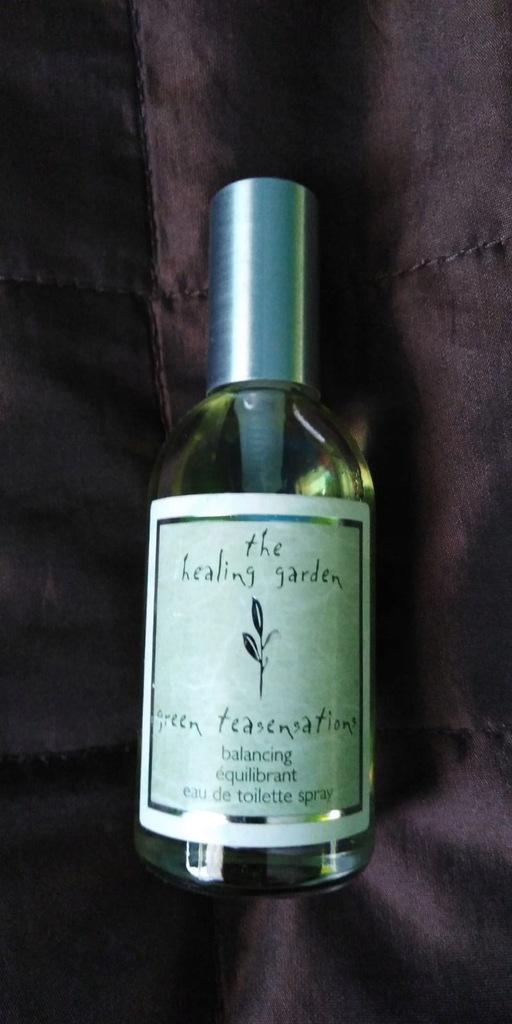 the
healing garden
green teasensations
balancing
équilibrant
eau de toilette spray